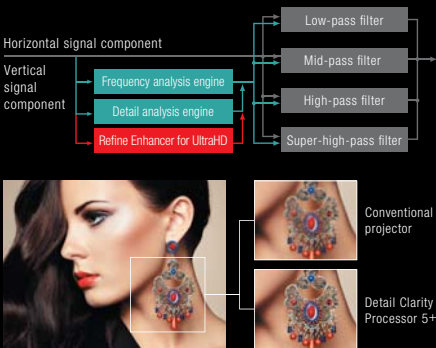 Low-pass filter
Horizontal signal component
Mid-pass filter
Vertical
signal
component
Frequency analysis engine
High-pass filter
Detail analysis engine
Refine Enhancer for UltraHD
Super-high-pass filter
Conventional
projector
Detail Clarity
Processor 5+